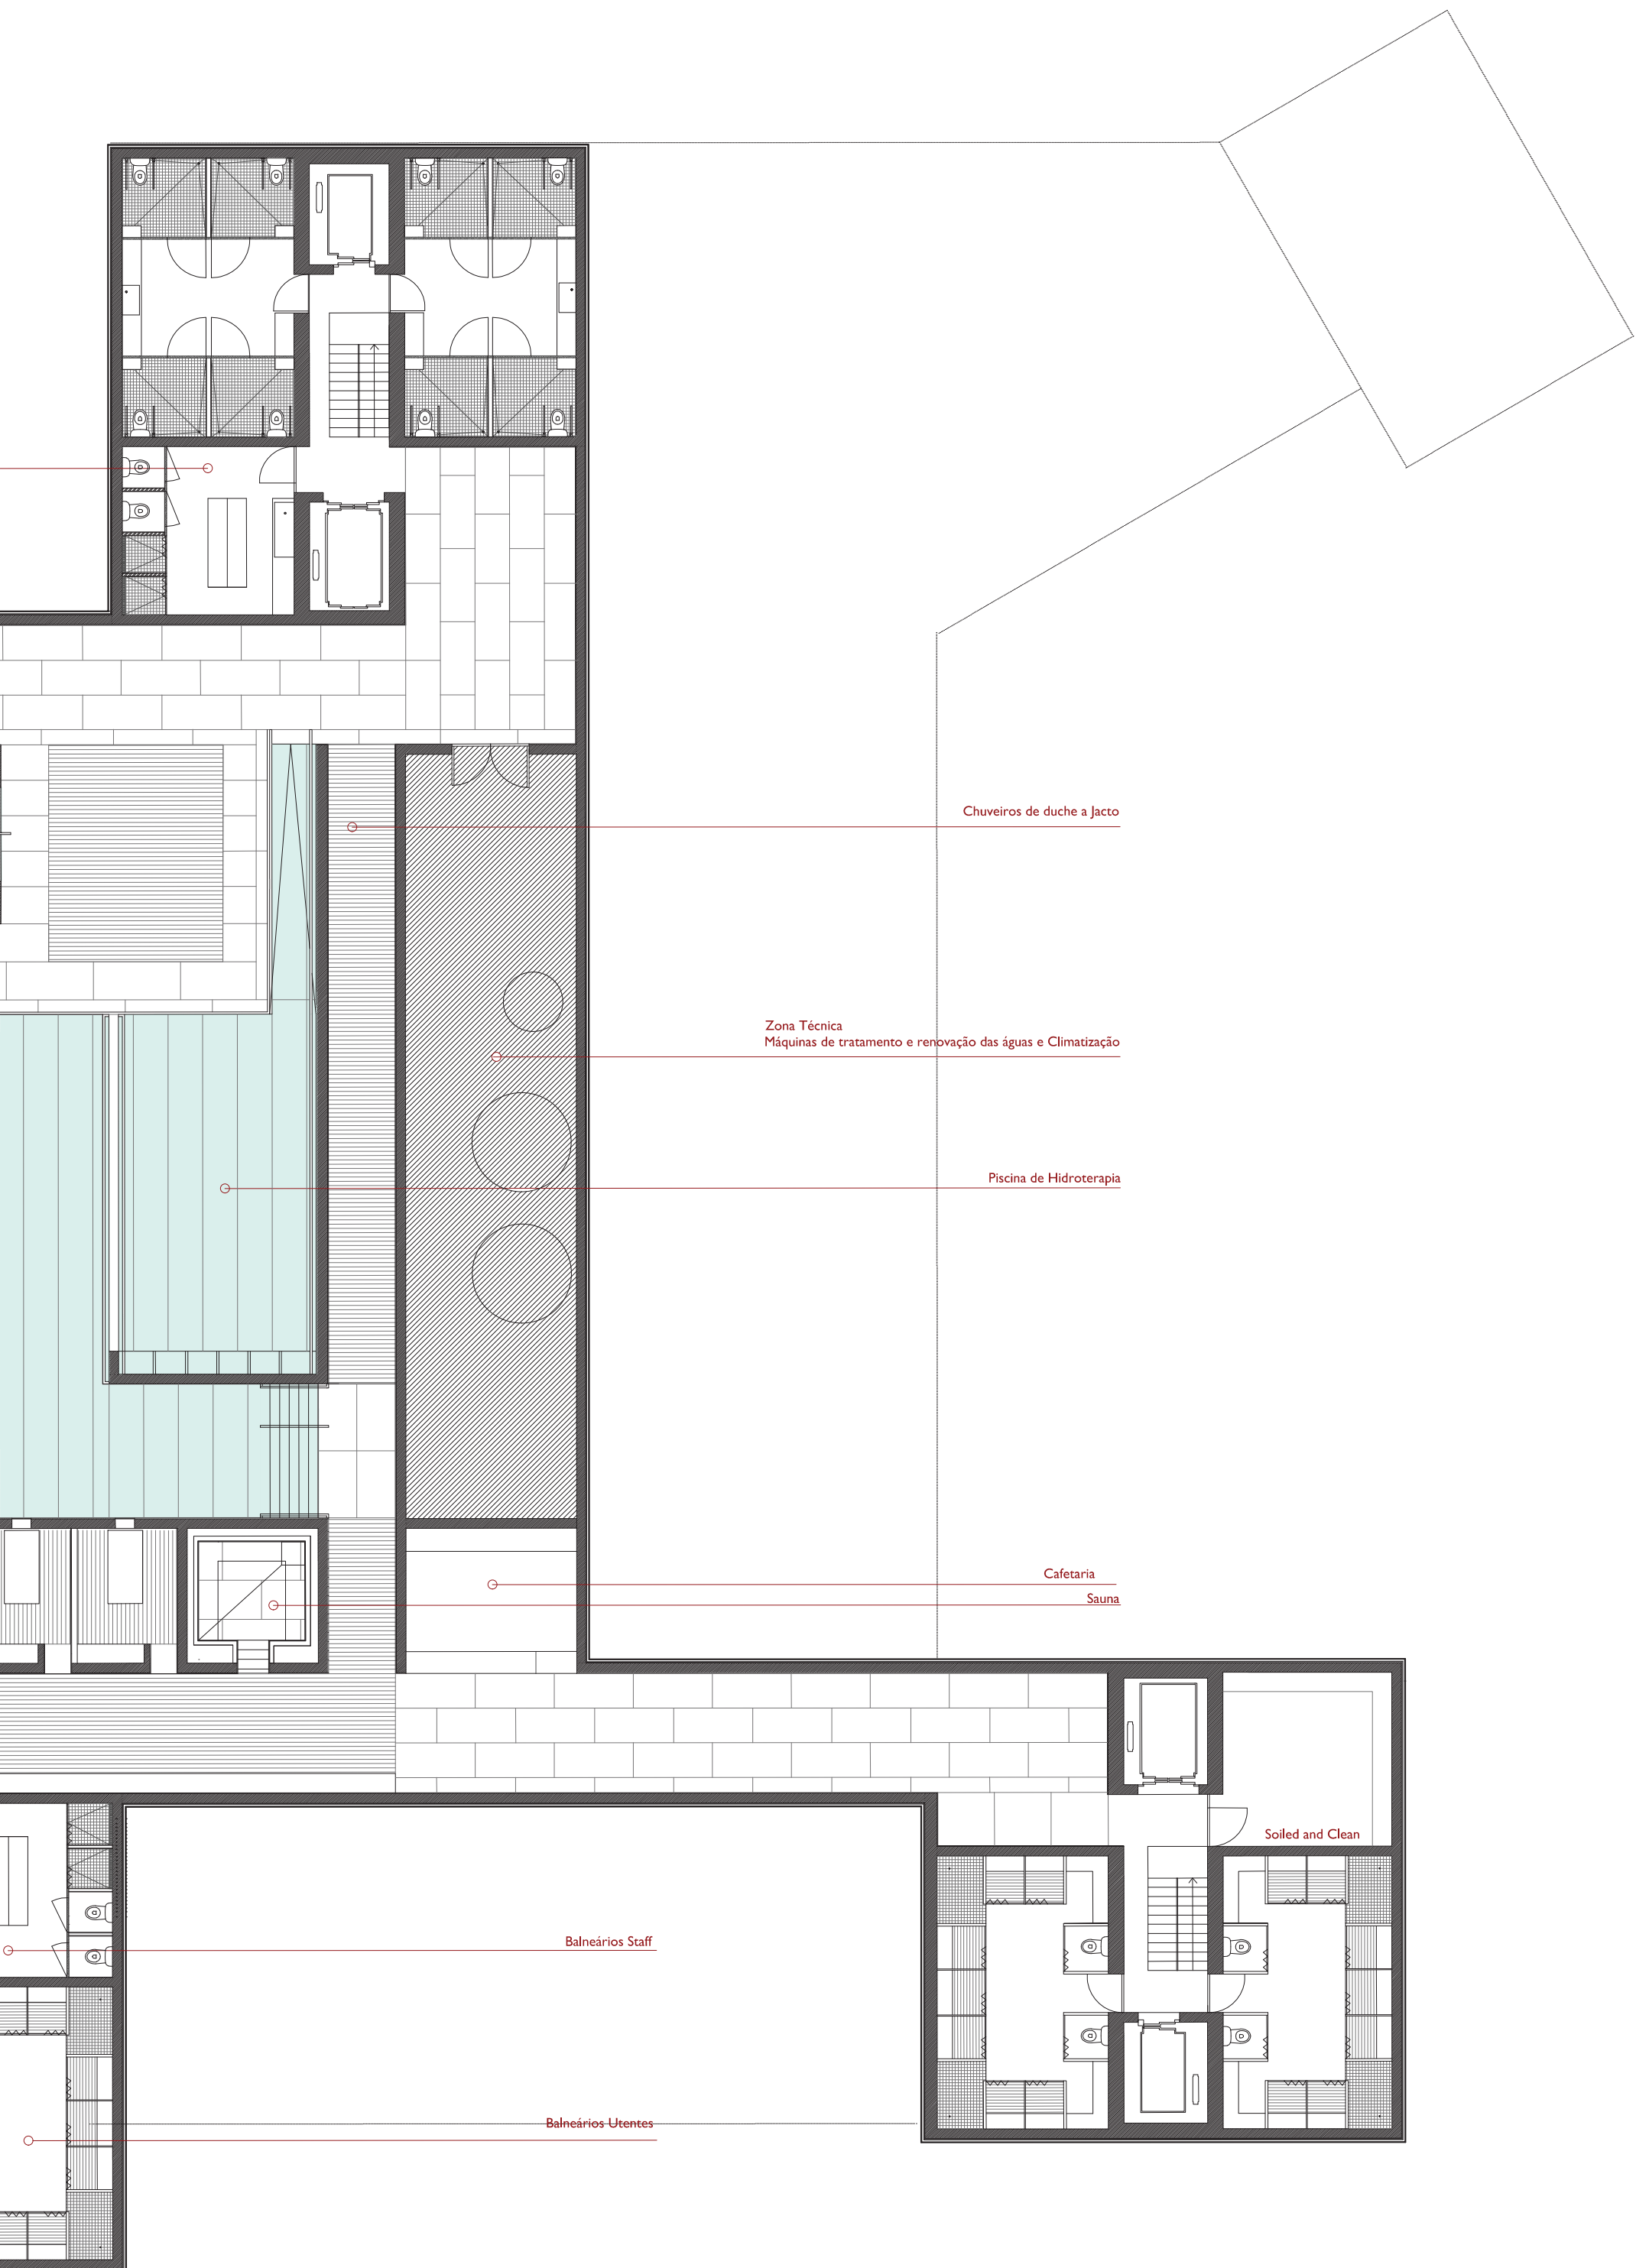 Chuveiros de duche a Jacto
Zona Técnica
Máquinas de tratamento e renovação das águas e Climatização
Piscina de Hidroterapia
Cafetaria
Sauna
Soiled and Clean
Balneários Staff
Balneários Utentes